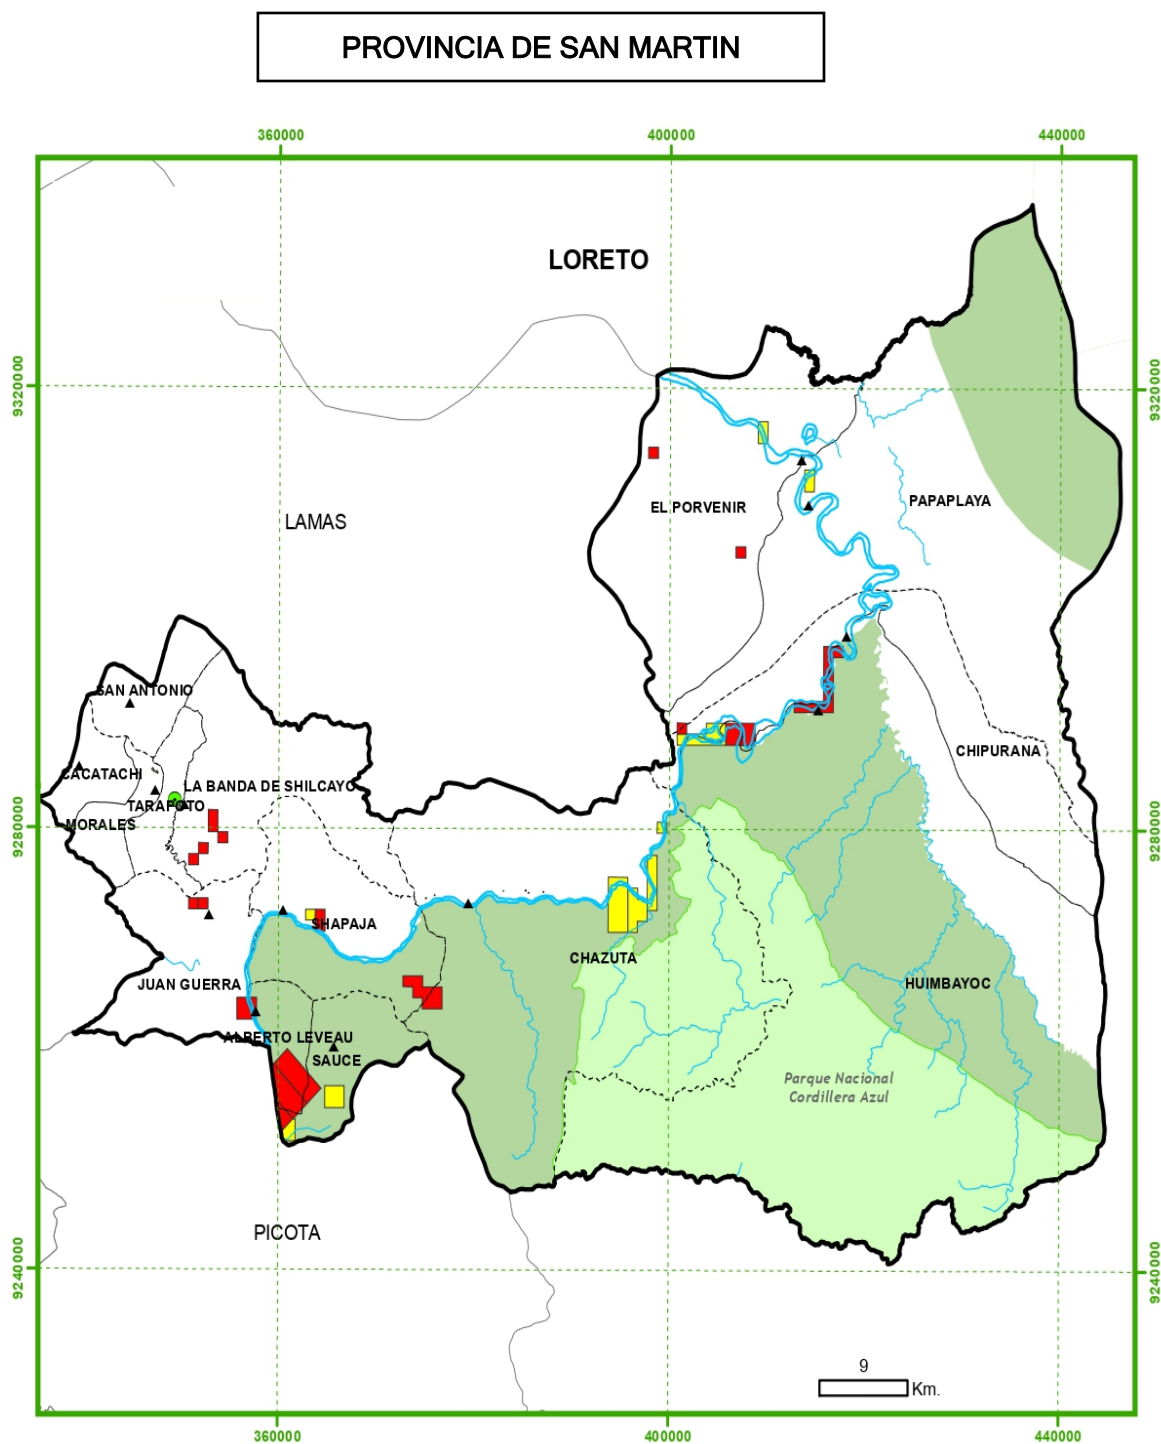 PROVINCIA DE SAN MARTIN
360000
400000
440000
LORETO
9320000
9320000
LAMAS
EL PORVENIR
PAPAPLAYA
SAN ANTONIO
CHIPURANA
CACATACHI
LA BANDA DE SHILCAYO
TARAPOTO
MORALES
9280000
9280000
SHAPAJA
CHAZUTA
JUAN GUERRA
HUIMBAYOC
ALBERTO LEVEAU
SAUCE
Parque Nacional
Cordillera Azul
PICOTA
9240000
9240000
9
Km.
360000
400000
440000